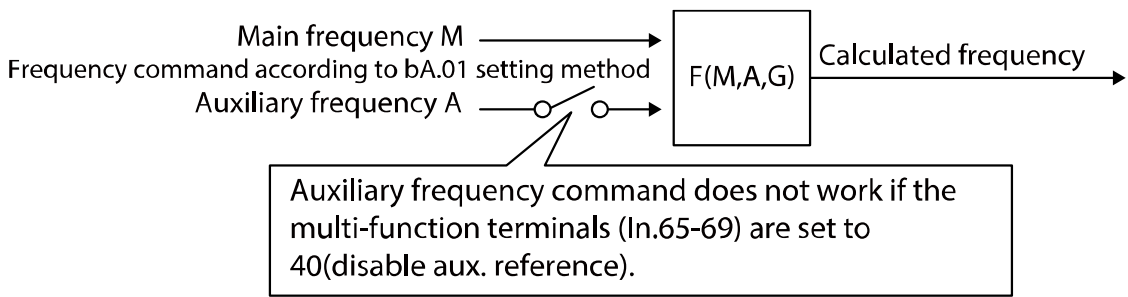 Main frequency M
Frequency command according to bA.01 setting method
Auxiliary frequency A
F(M,A,G)
Calculated frequency
Auxiliary frequency command does not work if the
multi-function terminals (In.65-69) are set to
40(disable aux. reference).